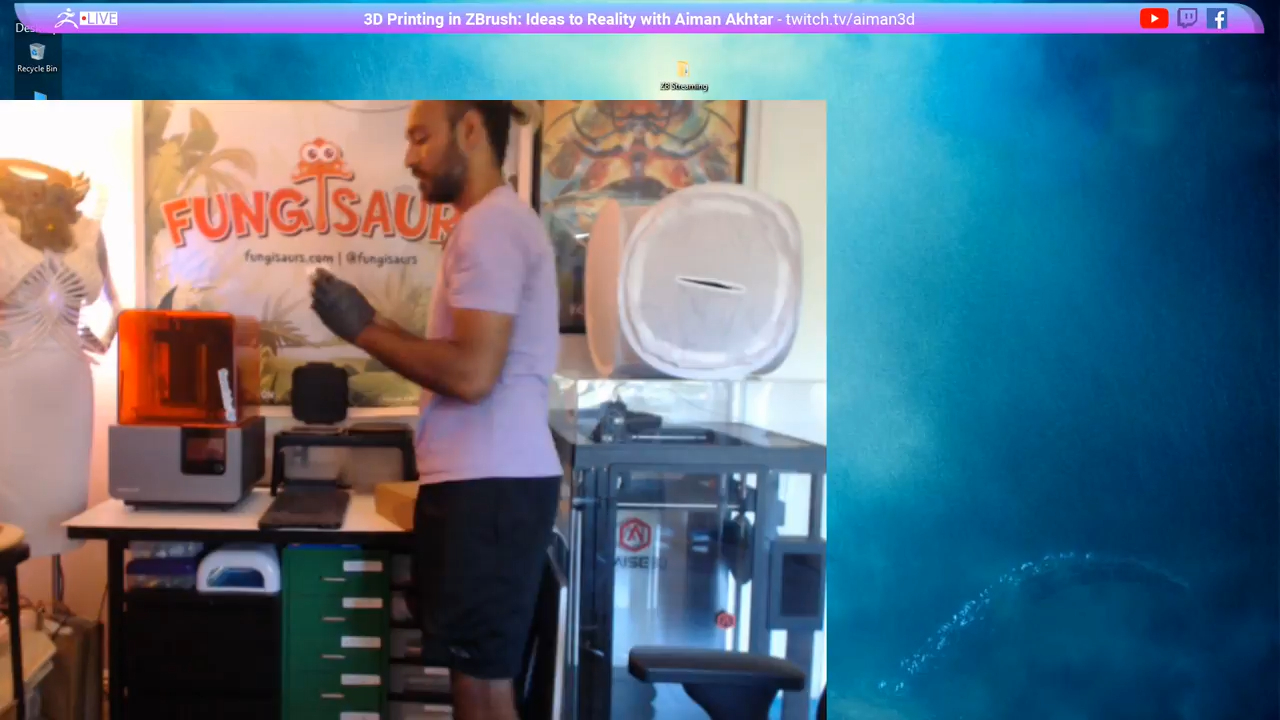 LIVE
3D Printing in ZBrush: Ideas to Reality with Aiman Akhtar - twitch.tv/aiman3d
Recycle Bin
ZB Streaming
FUNGISAUR
fungisaurs.com | @fungisaurs